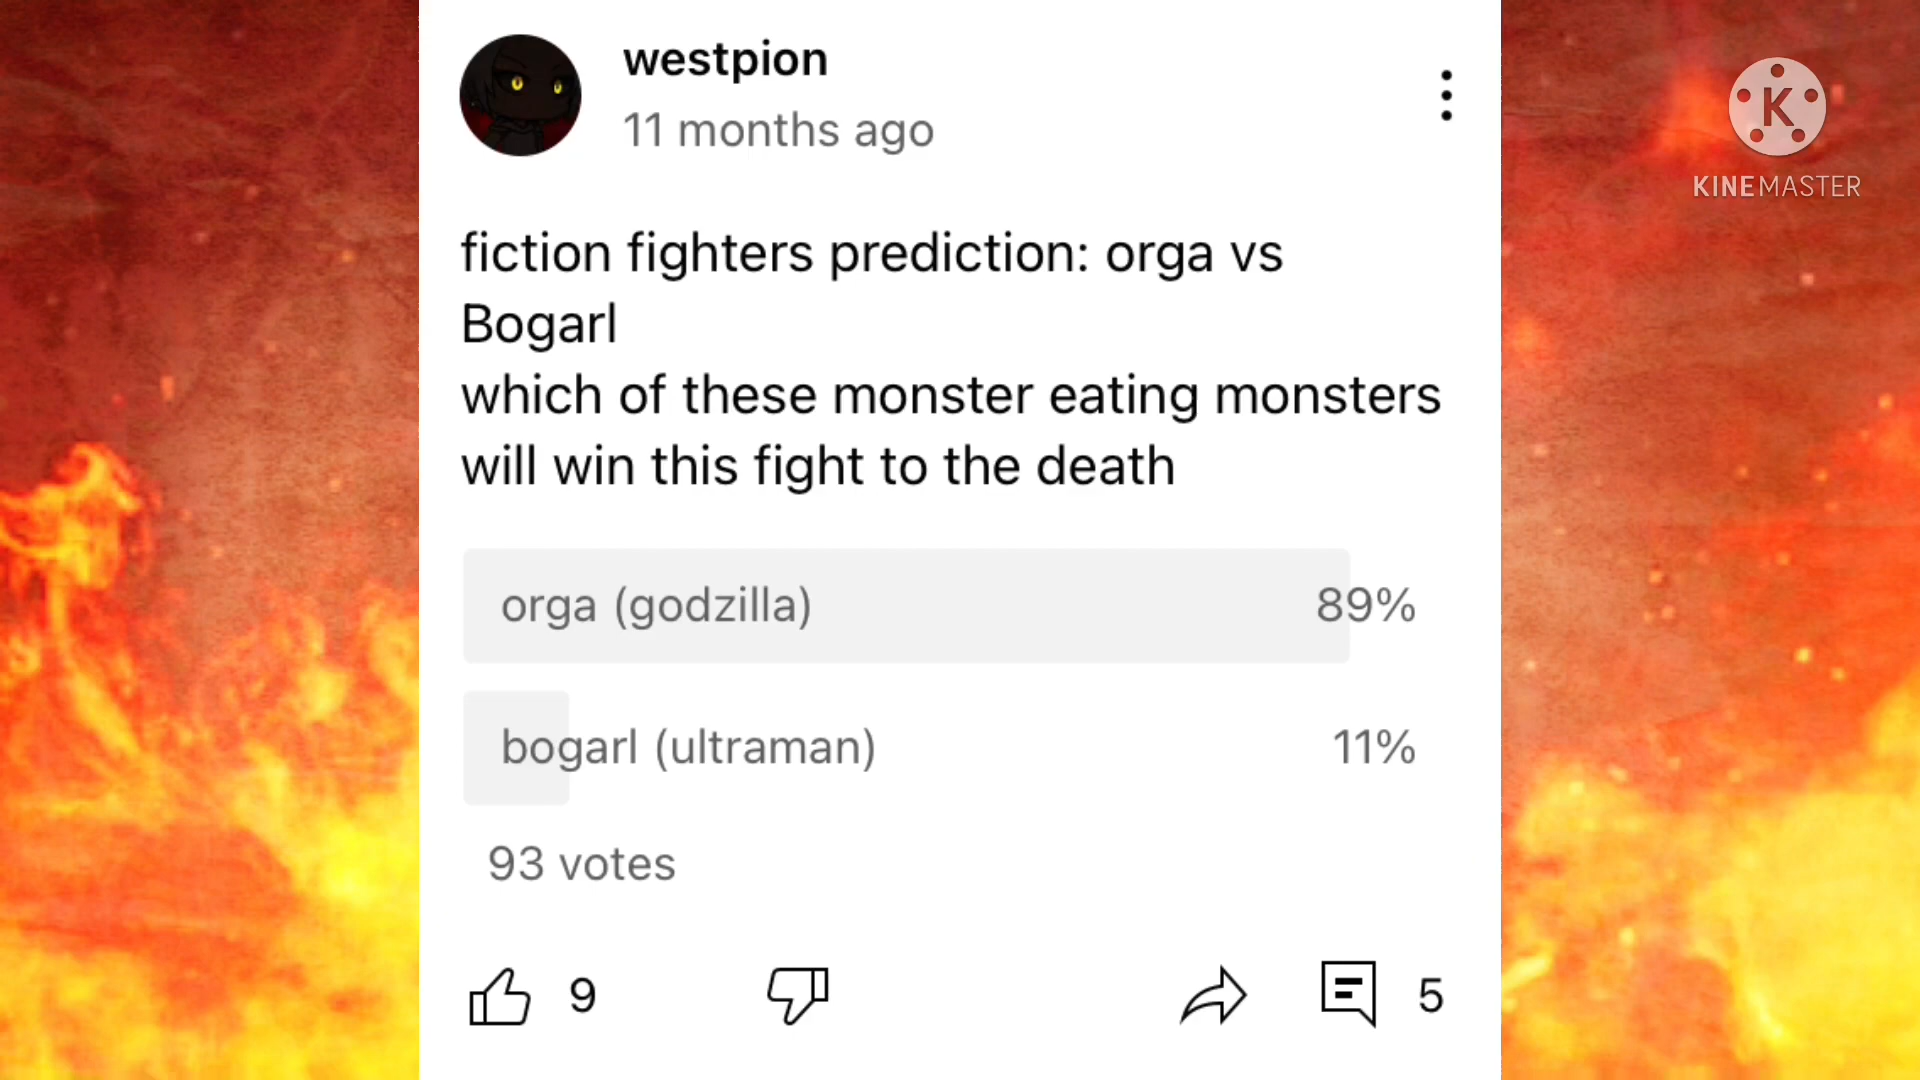 westpion
11 months ago
K
KINEMASTER
fiction fighters prediction: orga vs
Bogarl
which of these monster eating monsters
will win this fight to the death
orga (godzilla) 89%
bogarl (ultraman) 11%
93 votes
9 5